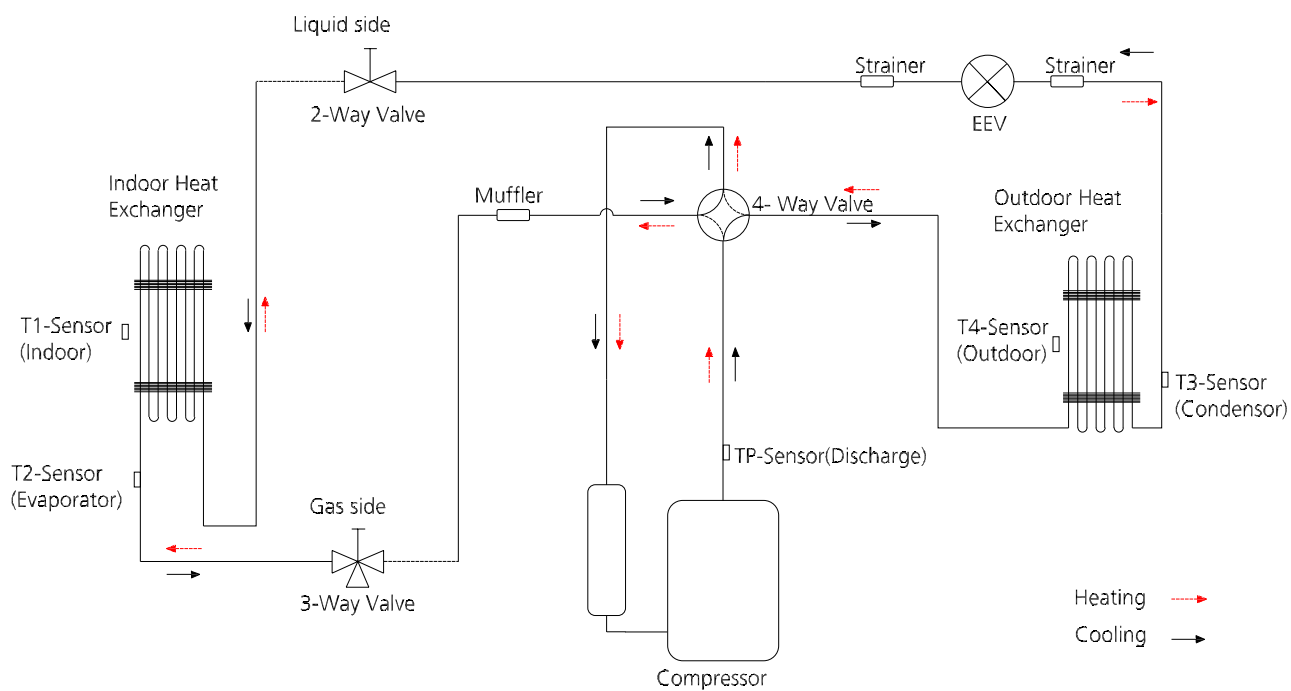 Liquid side
2-Way Valve
Strainer
EEV
Strainer
Indoor Heat
Exchanger
Muffler
4- Way Valve
Outdoor Heat
Exchanger
T1-Sensor
(Indoor)
T4-Sensor
(Outdoor)
T3-Sensor
(Condensor)
T2-Sensor
(Evaporator)
TP-Sensor(Discharge)
Gas side
3-Way Valve
Compressor
Heating
Cooling